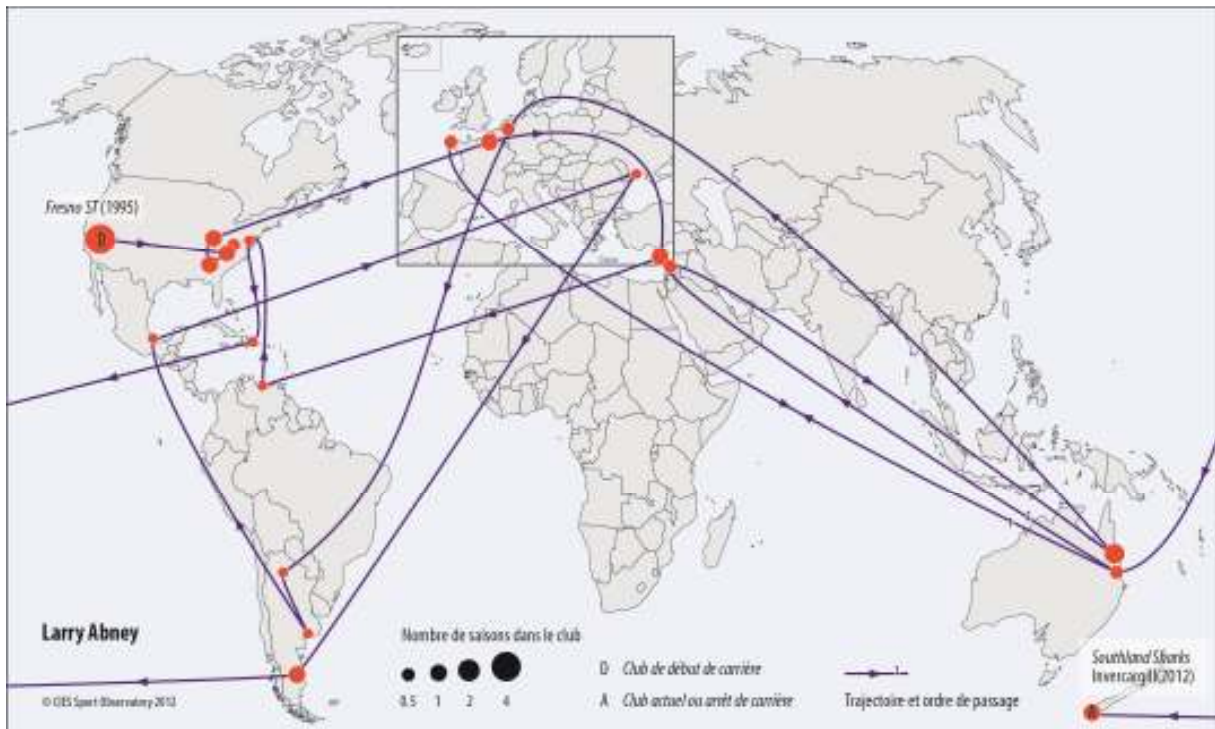 Fresno ST (1995)
D
Larry Abney
Nombre de saisons dans le club
0.5 1 2 4
D Club de début de carrière
A Club actuel ou arrêt de carrière
1
Trajectoire et ordre de passage
© CIES Sport Observatory 2012
Southland Sharks
Invercargill (2012)
A